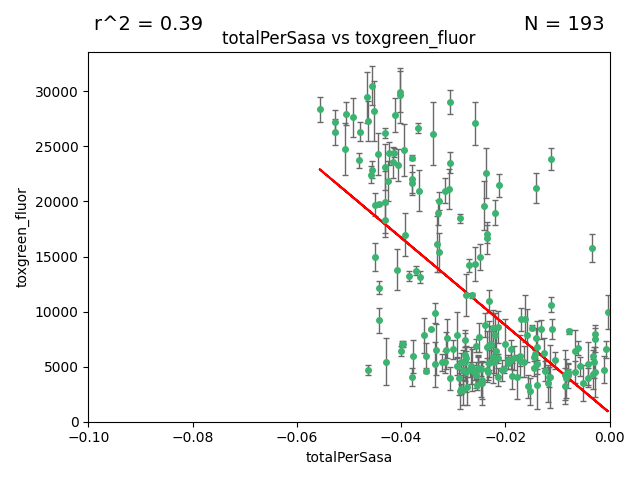 r^2 = 0.39
N = 193
totalPerSasa vs toxgreen_fluor
30000
25000
20000
15000
10000
5000
0
toxgreen_fluor
−0.10
−0.08
−0.06
−0.04
−0.02
0.00
totalPerSasa